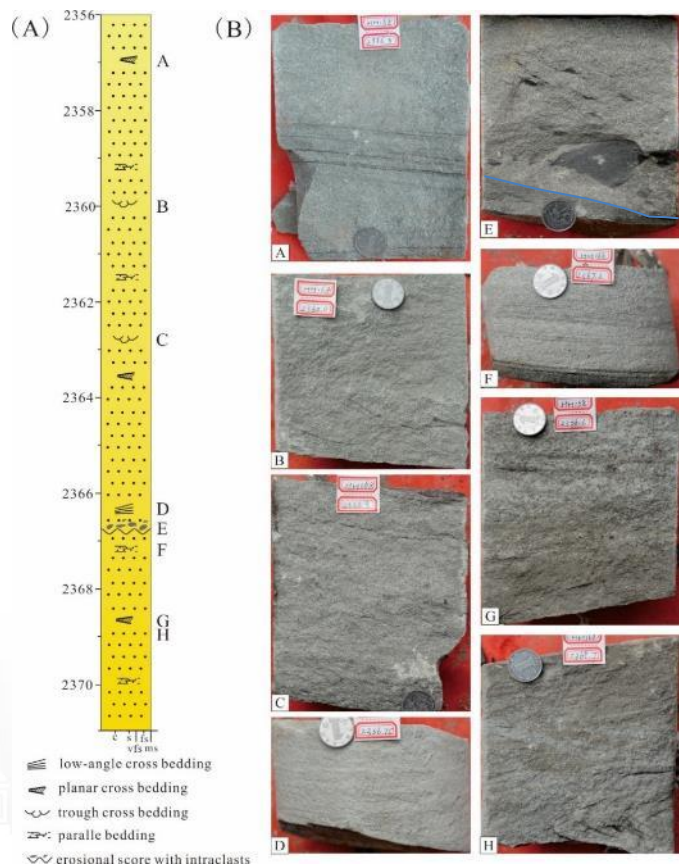 (A)
(B)
2356
A
2358
B
2360
2362
C
2364
2366
D
E
F
2368
G
H
2370
c s fs
vfs ms
low-angle cross bedding
planar cross bedding
trough cross bedding
paralle bedding
erosional score with intraclasts
A
B
C
D
E
F
G
H